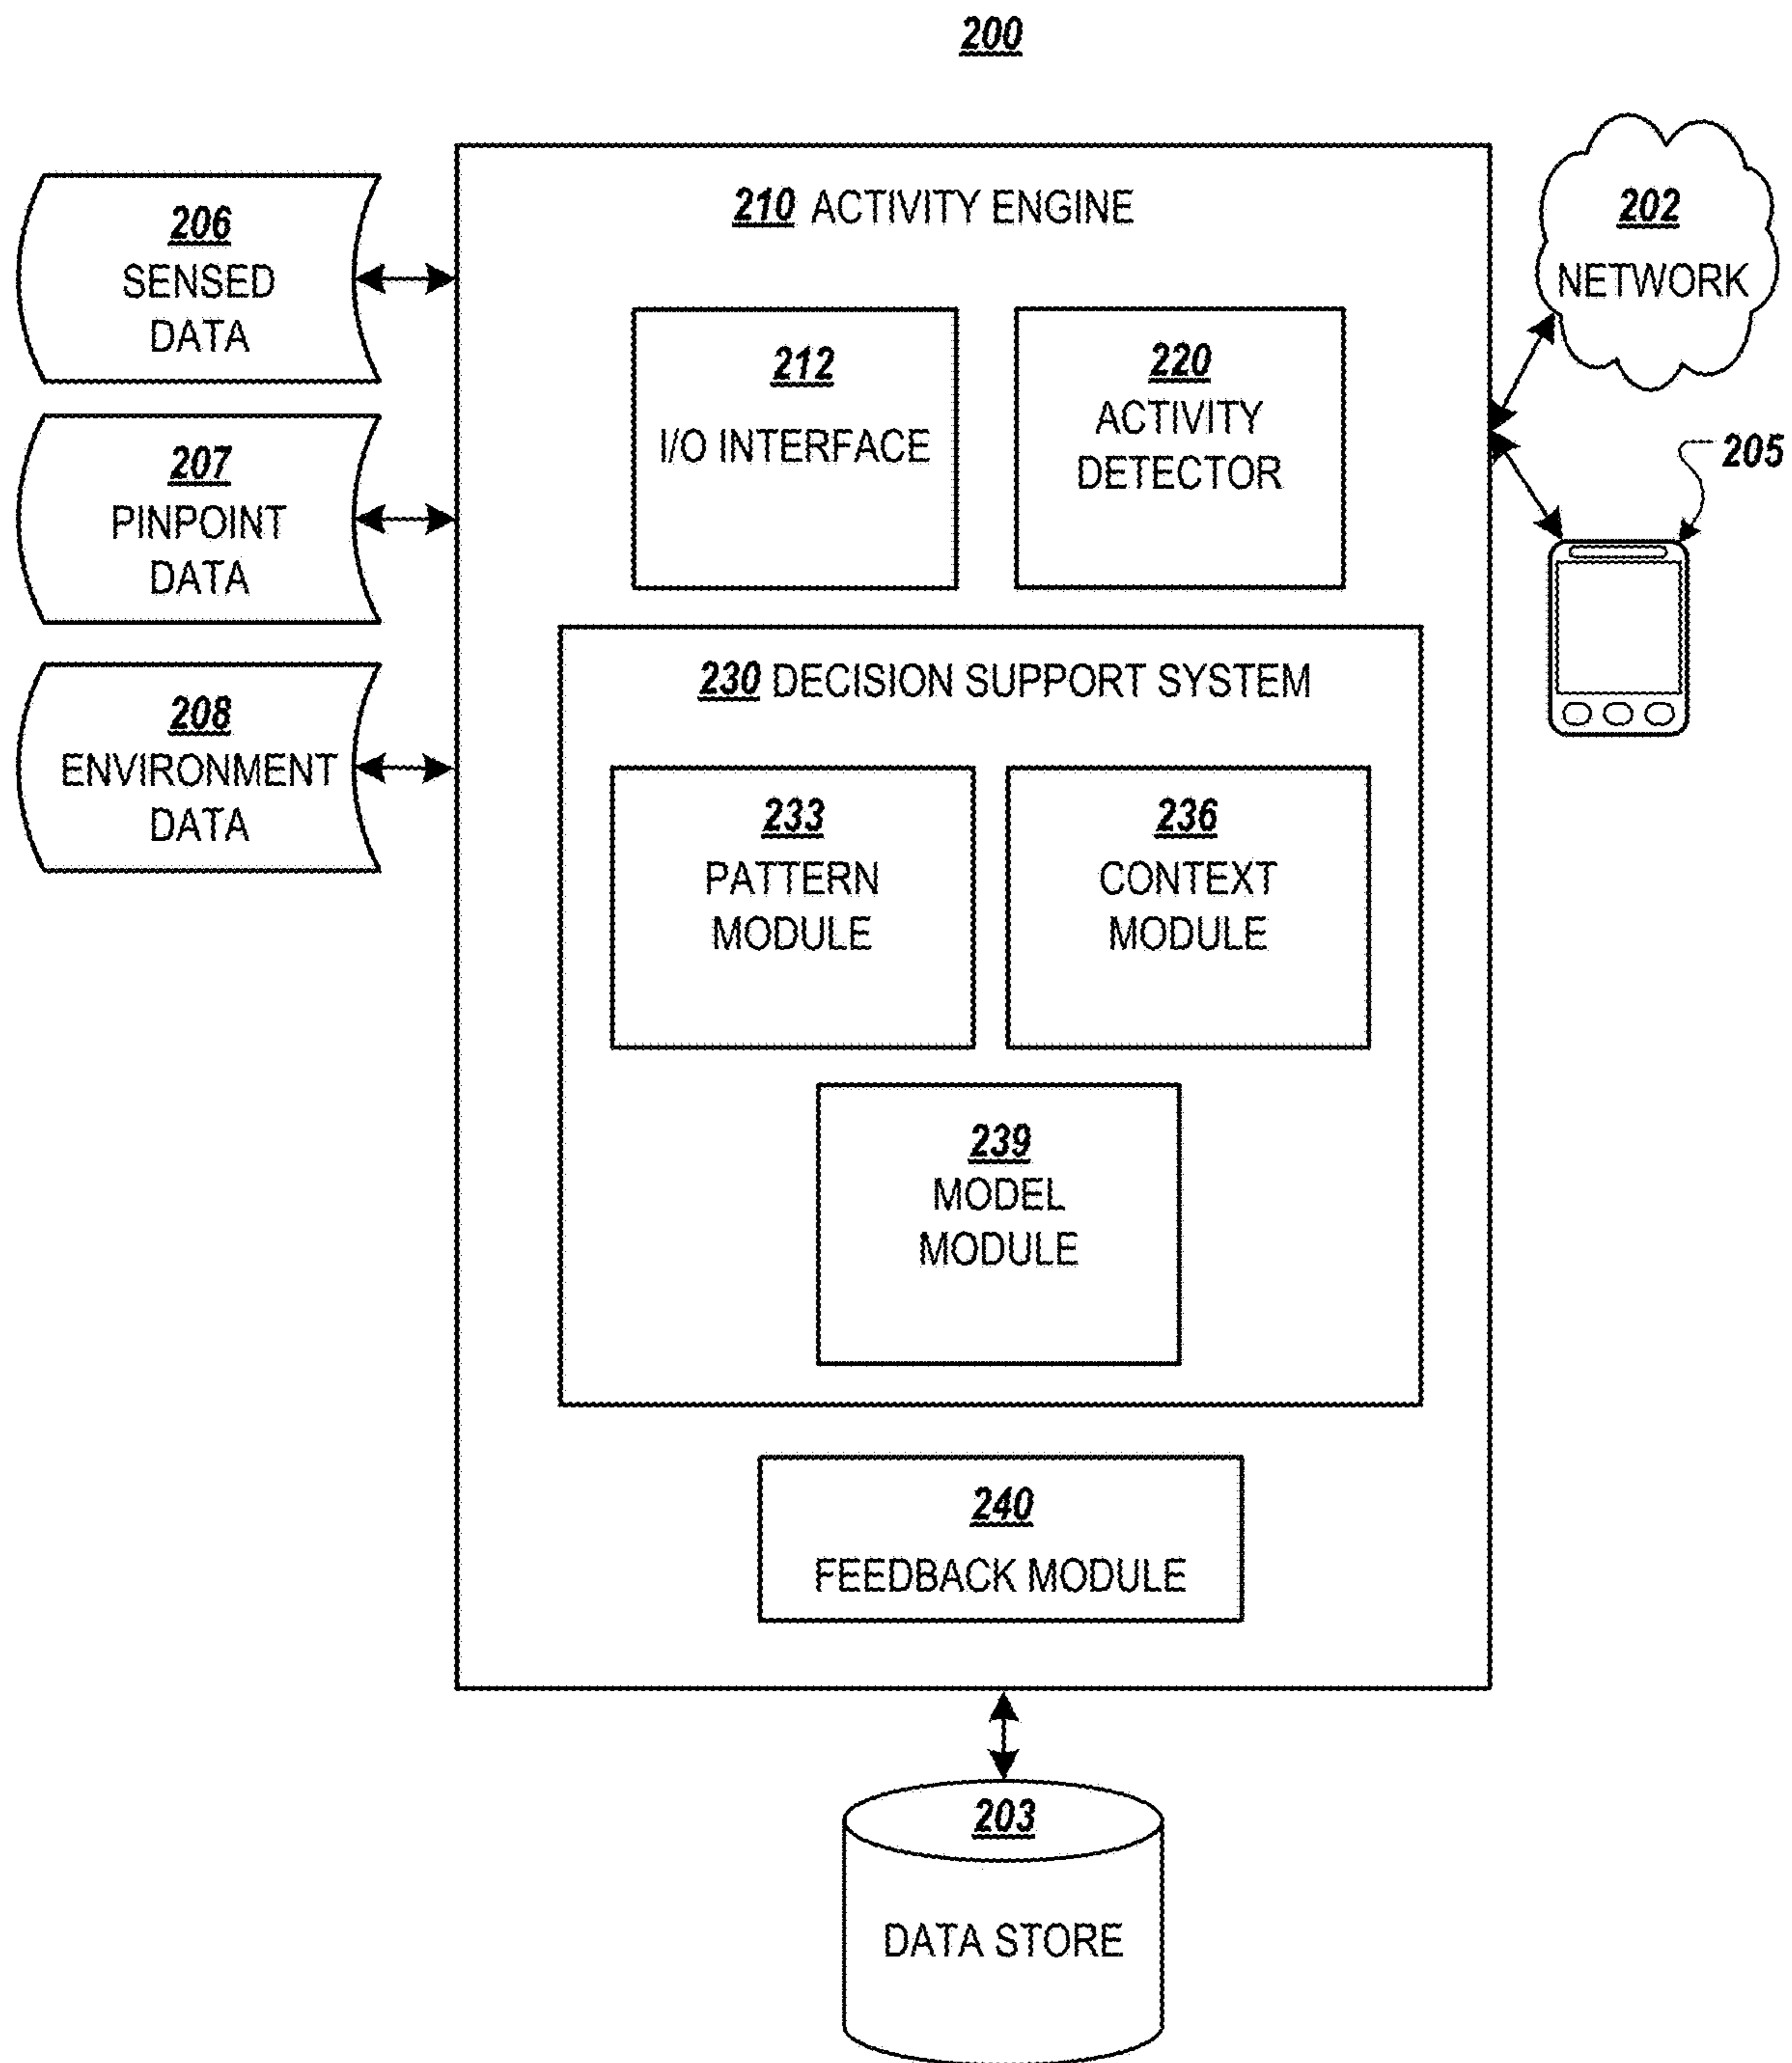 200
206
SENSED
DATA
207
PINPOINT
DATA
208
ENVIRONMENT
DATA
210 ACTIVITY ENGINE
212
I/O INTERFACE
220
ACTIVITY
DETECTOR
230 DECISION SUPPORT SYSTEM
233
PATTERN
MODULE
236
CONTEXT
MODULE
239
MODEL
MODULE
240
FEEDBACK MODULE
202
NETWORK
205
203
DATA STORE